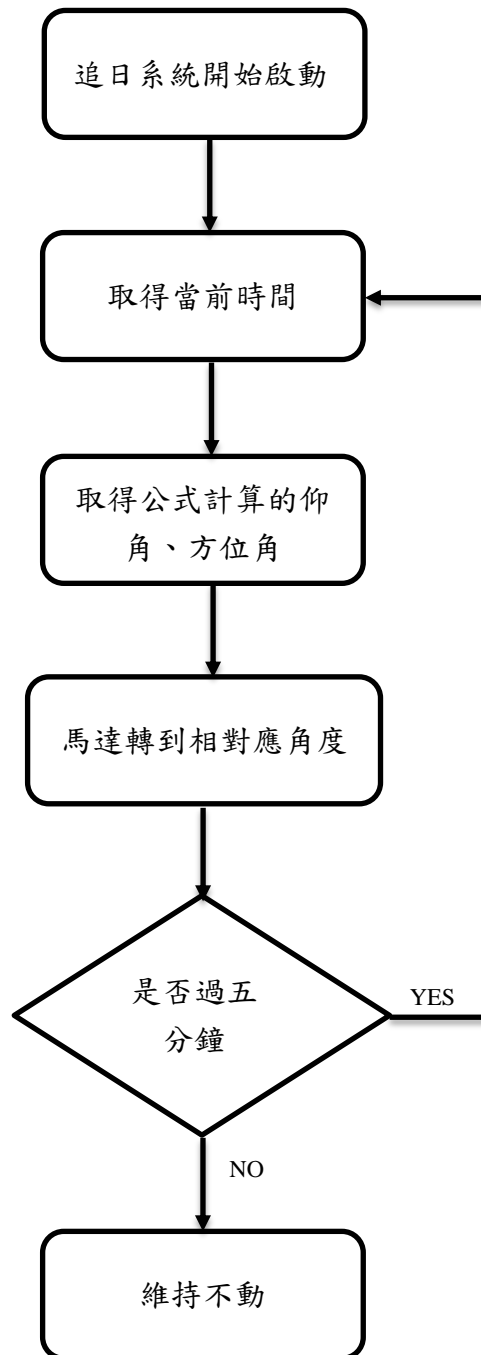 追日系統開始啟動
取得當前時間
取得公式計算的仰
角、方位角
馬達轉到相對應角度
是否過五
分鐘
YES
NO
維持不動